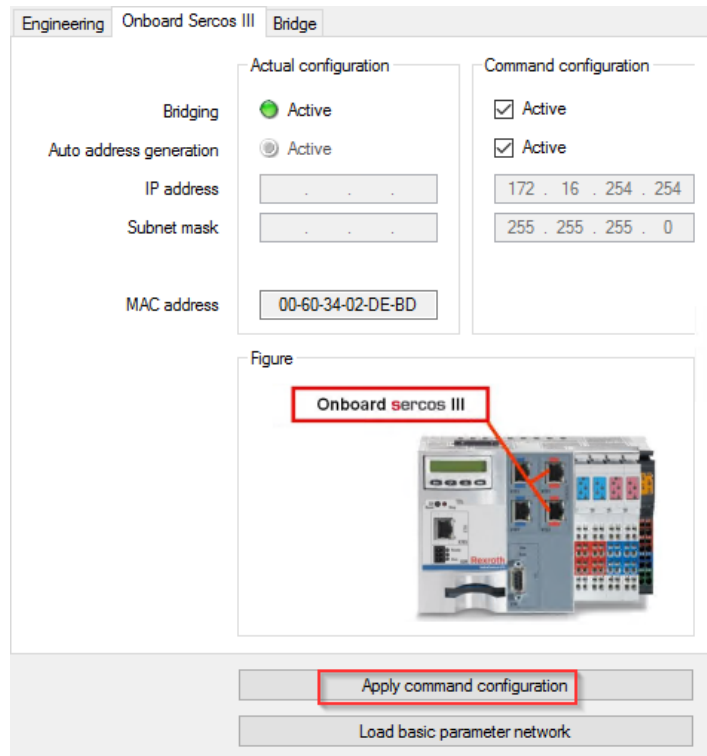 Engineering Onboard Sercos III Bridge
Actual configuration Command configuration
Bridging Active Active
Auto address generation Active Active
IP address . . . 172 . 16 . 254 . 254
Subnet mask . . . 255 . 255 . 255 . 0
MAC address 00-60-34-02-DE-BD
Figure
Onboard sercos III
Rexroth
Apply command configuration
Load basic parameter network